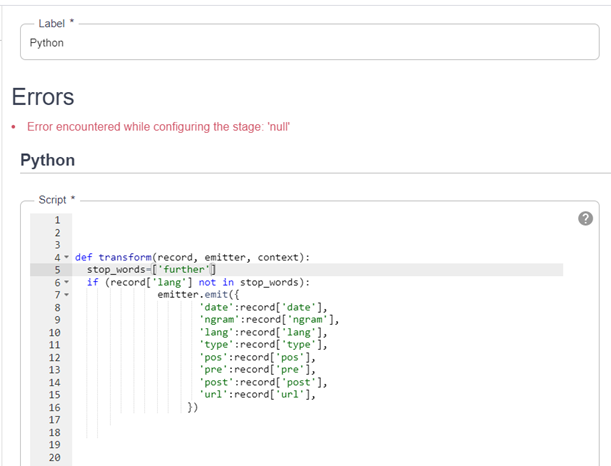 Label *
Python
Errors
Error encountered while configuring the stage: 'null'
Python
Script *
1
2
3
4 def transform(record, emitter, context):
5 stop_words=['further']
6 if (record['lang'] not in stop_words):
7 emitter.emit({
8 'date':record['date'],
9 'ngram':record['ngram'],
10 'lang':record['lang'],
11 'type':record['type'],
12 'pos':record['pos'],
13 'pre':record['pre'],
14 'post':record['post'],
15 'url':record['url'],
16 })
17
18
19
20